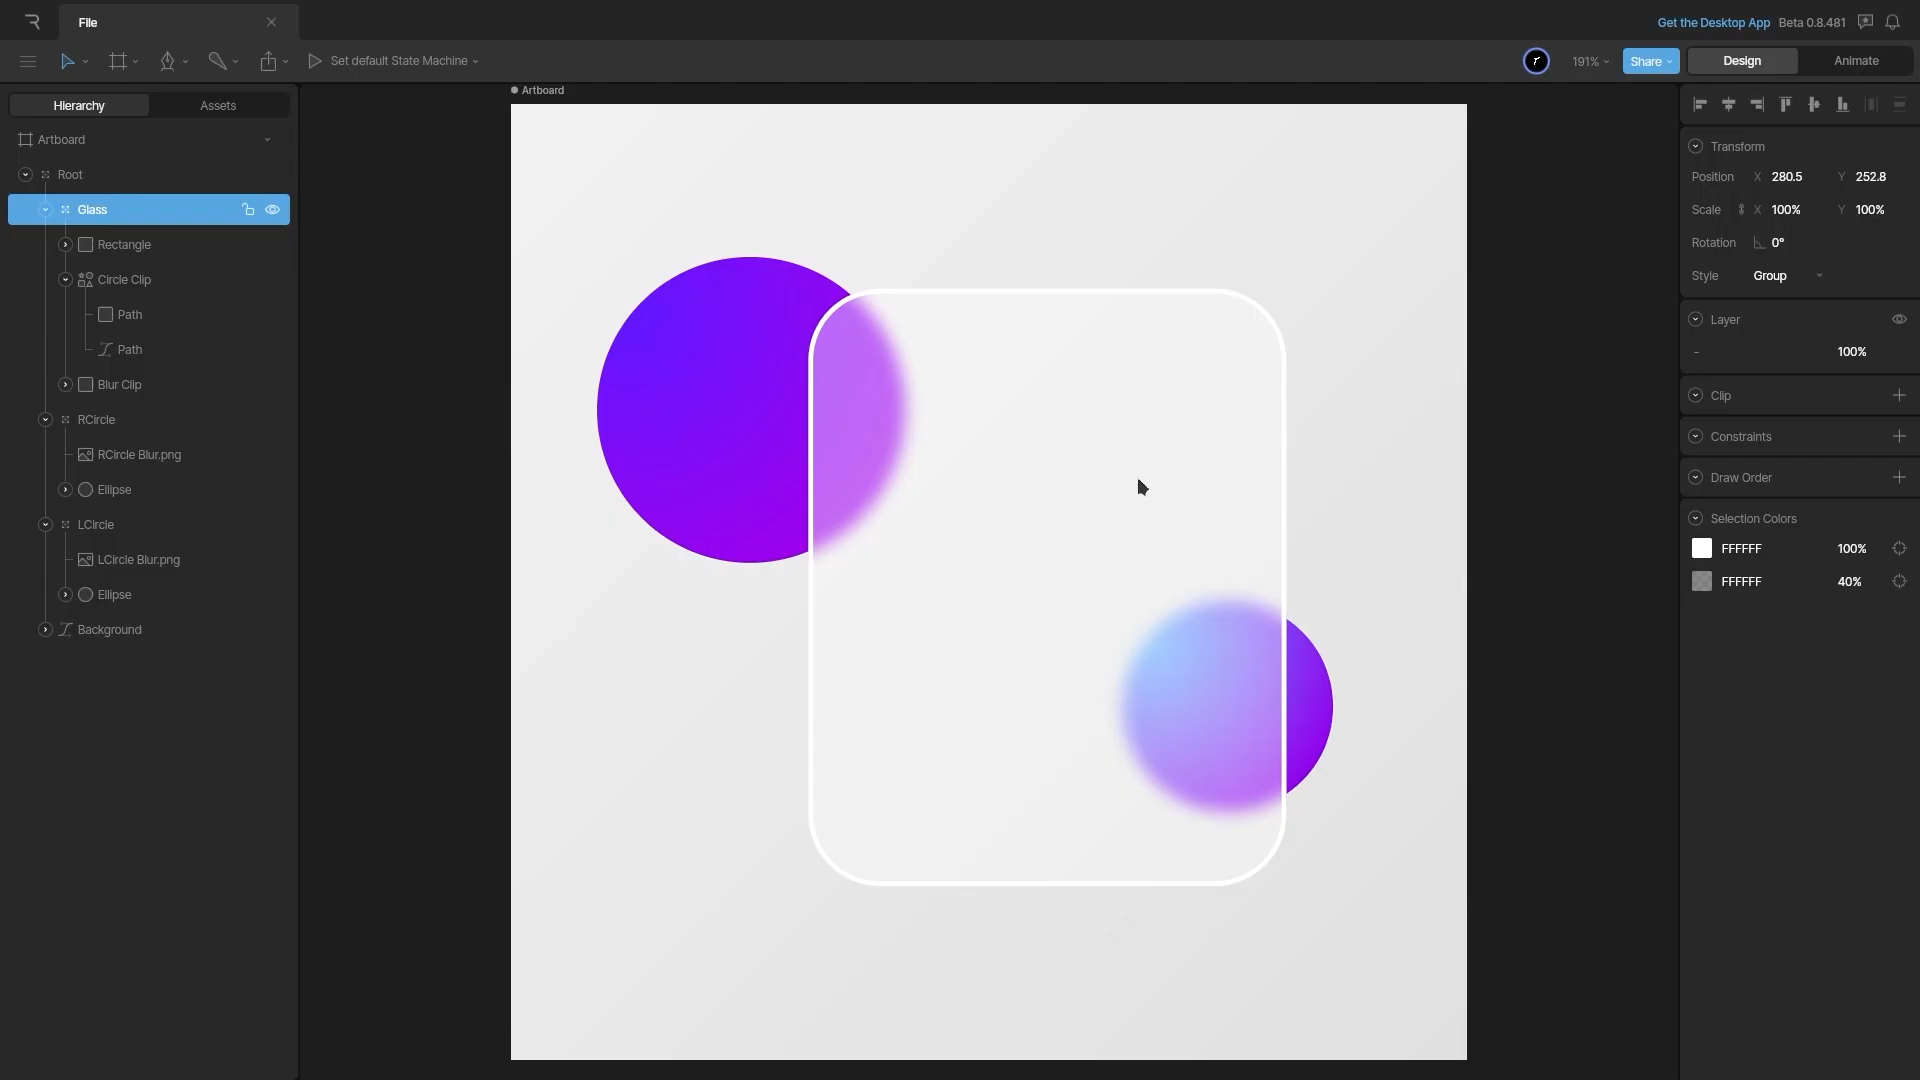 File
Get the Desktop App Beta 0.8.481
Set default State Machine
191%
Share
Design
Animate
Hierarchy
Assets
Artboard
Root
Glass
Rectangle
Circle Clip
Path
Path
Blur Clip
RCircle
RCircle Blur.png
Ellipse
LCircle
LCircle Blur.png
Ellipse
Background
Artboard
Transform
Position X 280.5 Y 252.8
Scale X 100% Y 100%
Rotation 0°
Style Group
Layer
- 100%
Clip
Constraints
Draw Order
Selection Colors
FFFFFF 100%
FFFFFF 40%